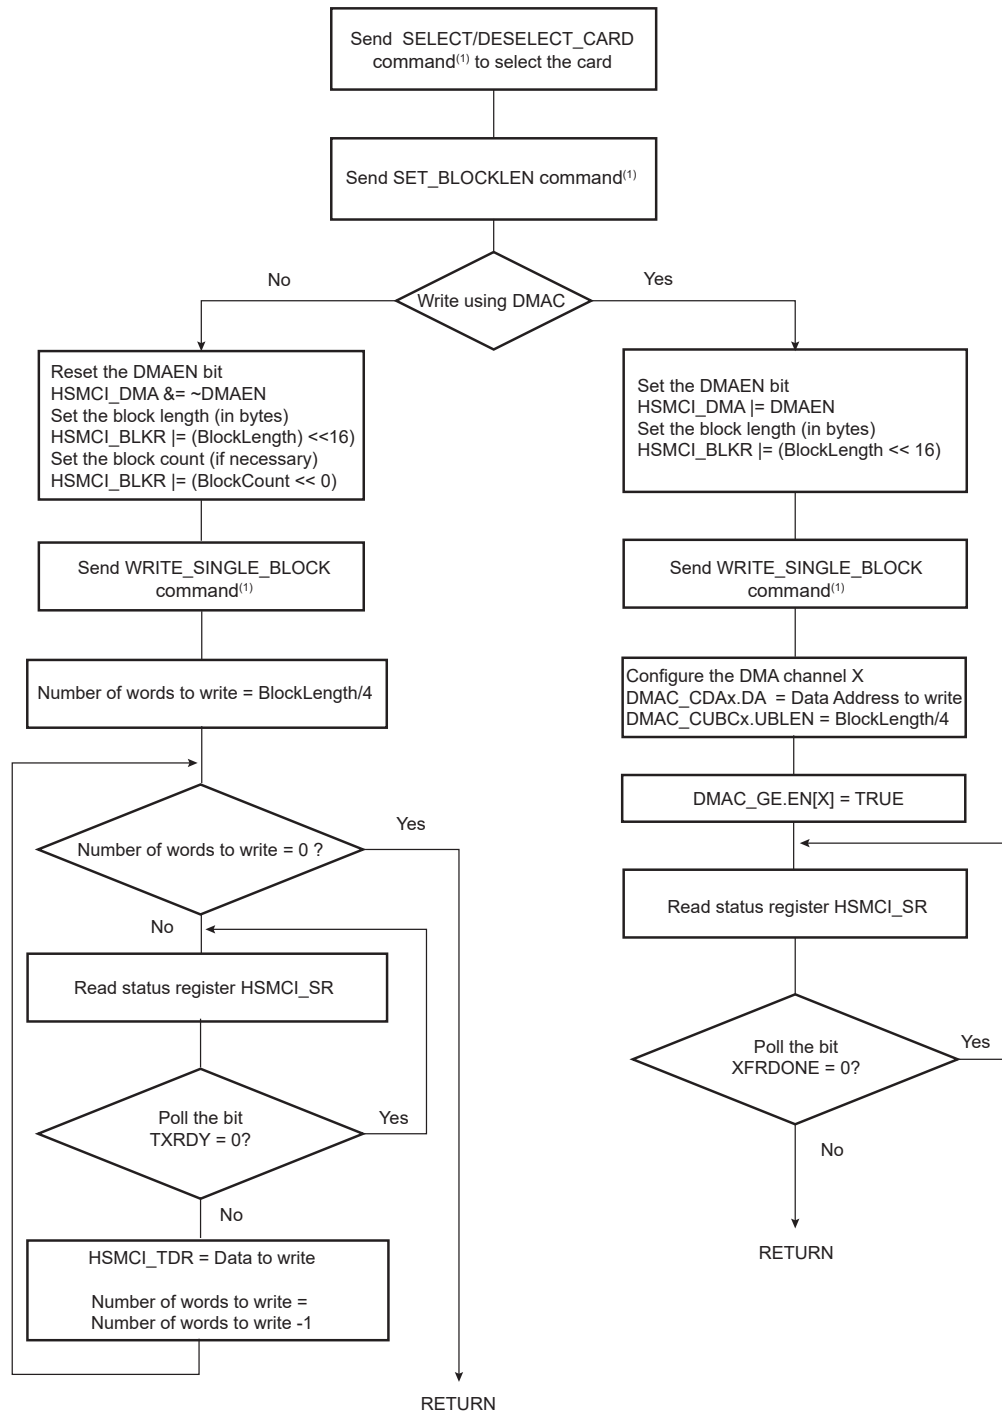 Send SELECT/DESELECT_CARD
command(1) to select the card
Send SET_BLOCKLEN command(1)
No
Write using DMAC
Yes
Reset the DMAEN bit
HSMCI_DMA &= ~DMAEN
Set the block length (in bytes)
HSMCI_BLKR |= (BlockLength) <<16)
Set the block count (if necessary)
HSMCI_BLKR |= (BlockCount << 0)
Send WRITE_SINGLE_BLOCK
command(1)
Number of words to write = BlockLength/4
Number of words to write = 0 ?
Yes
No
Read status register HSMCI_SR
Poll the bit
TXRDY = 0?
Yes
No
HSMCI_TDR = Data to write
Number of words to write =
Number of words to write -1
RETURN
Set the DMAEN bit
HSMCI_DMA |= DMAEN
Set the block length (in bytes)
HSMCI_BLKR |= (BlockLength << 16)
Send WRITE_SINGLE_BLOCK
command(1)
Configure the DMA channel X
DMAC_CDAx.DA = Data Address to write
DMAC_CUBCx.UBLEN = BlockLength/4
DMAC_GE.EN[X] = TRUE
Read status register HSMCI_SR
Poll the bit
XFRDONE = 0?
Yes
No
RETURN